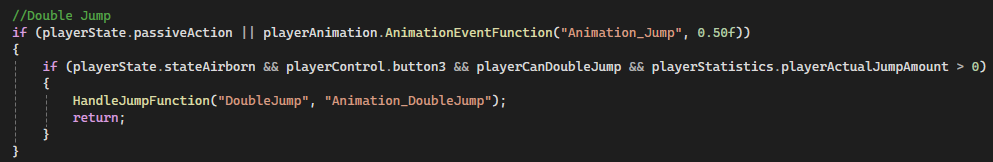 //Double Jump
if (playerState.passiveAction || playerAnimation.AnimationEventFunction("Animation_Jump", 0.50f))
{
if (playerState.stateAirborn && playerControl.button3 && playerCanDoubleJump && playerStatistics.playerActualJumpAmount > 0)
{
HandleJumpFunction("DoubleJump", "Animation_DoubleJump");
return;
}
}